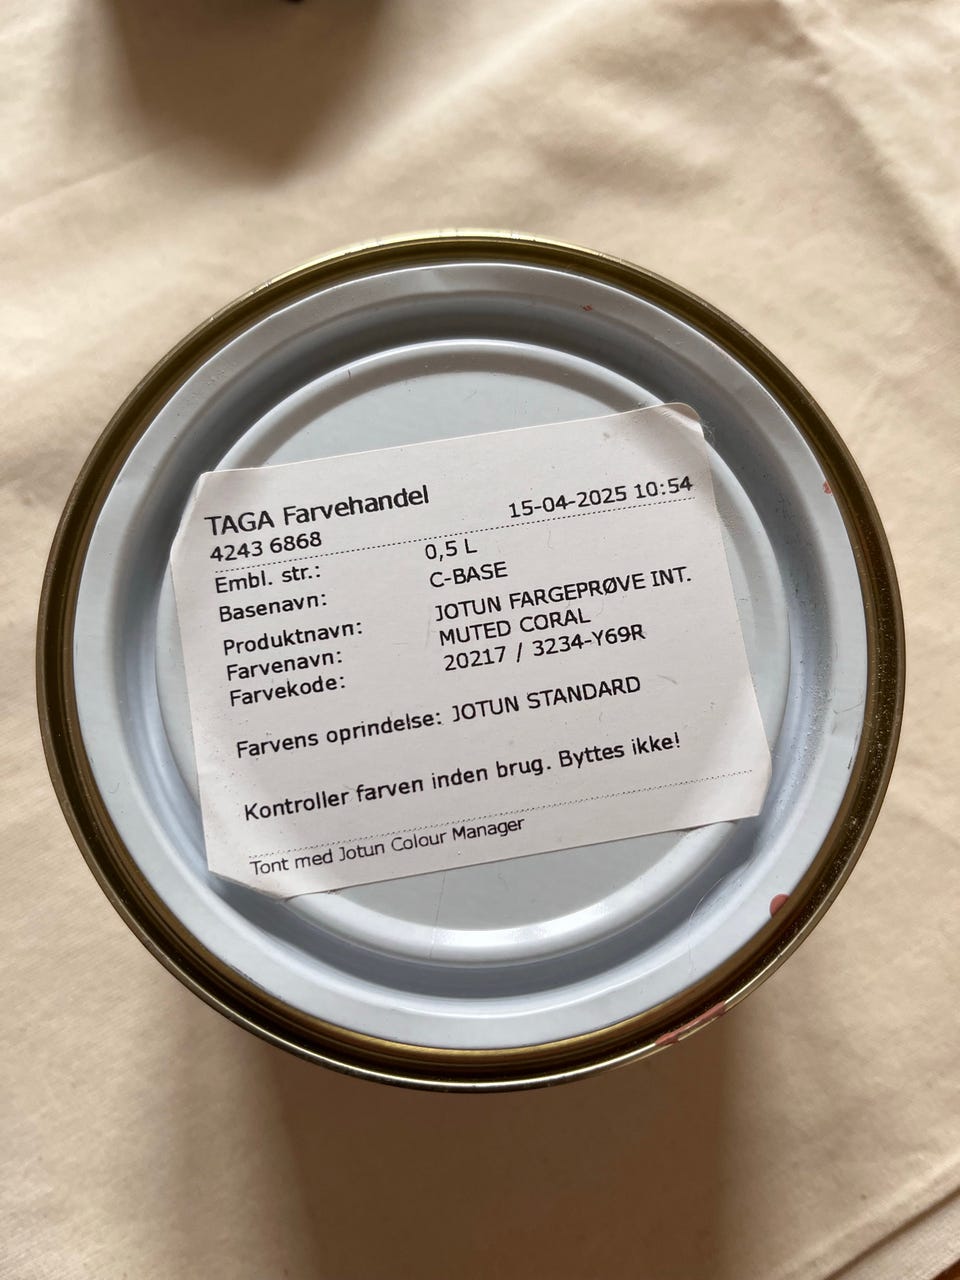 TAGA Farvehandel
15-04-2025 10:54
4243 6868
Embl. str.: 0,5 L
Basenavn: C-BASE
Produktnavn: JOTUN FARGEPRØVE INT.
Farvenavn: MUTED CORAL
Farvekode: 20217 / 3234-Y69R
Farvens oprindelse: JOTUN STANDARD
Kontroller farven inden brug. Byttes ikke!
Tont med Jotun Colour Manager